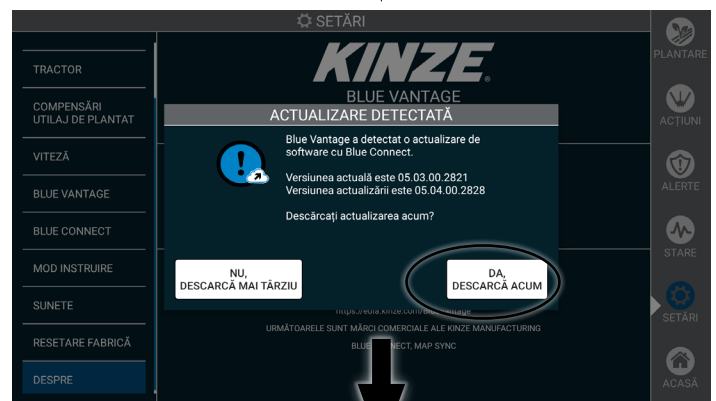 SETĂRI
TRACTOR
COMPENSĂRI
UTILAJ DE PLANTAT
VITEZĂ
BLUE VANTAGE
BLUE CONNECT
MOD INSTRUIRE
SUNETE
RESETARE FABRICĂ
DESPRE
KINZE®
BLUE VANTAGE
ACTUALIZARE DETECTATĂ
Blue Vantage a detectat o actualizare de
software cu Blue Connect.
Versiunea actuală este 05.03.00.2821
Versiunea actualizării este 05.04.00.2828
Descărcați actualizarea acum?
NU,
DESCARCĂ MAI TÂRZIU
DA,
DESCARCĂ ACUM
URMĂTOARELE SUNT MĂRCI COMERCIALE ALE KINZE MANUFACTURING
MAP SYNC
PLANTARE
ACȚIUNI
ALERTE
STARE
SETĂRI
ACASĂ